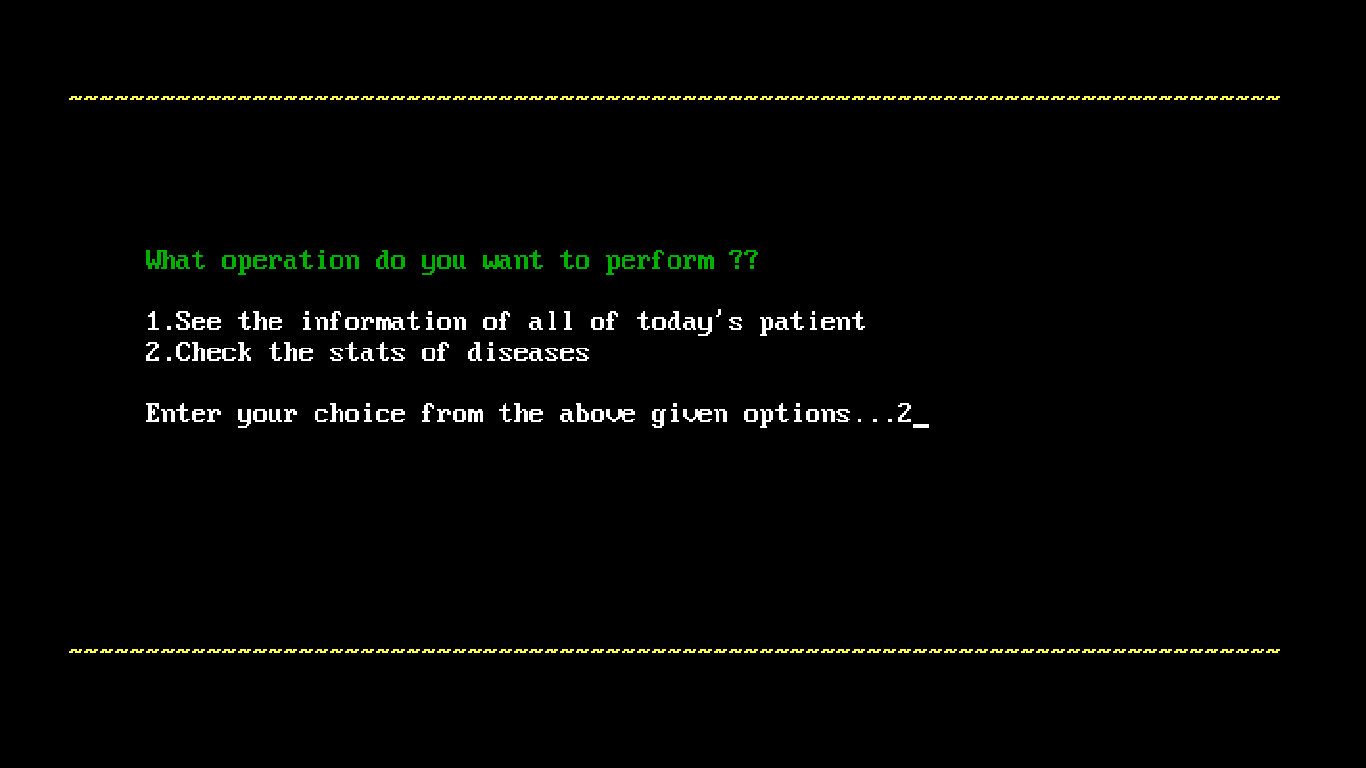 What operation do you want to perform ??
1.See the information of all of today's patient
2.Check the stats of diseases
Enter your choice from the above given options...2_